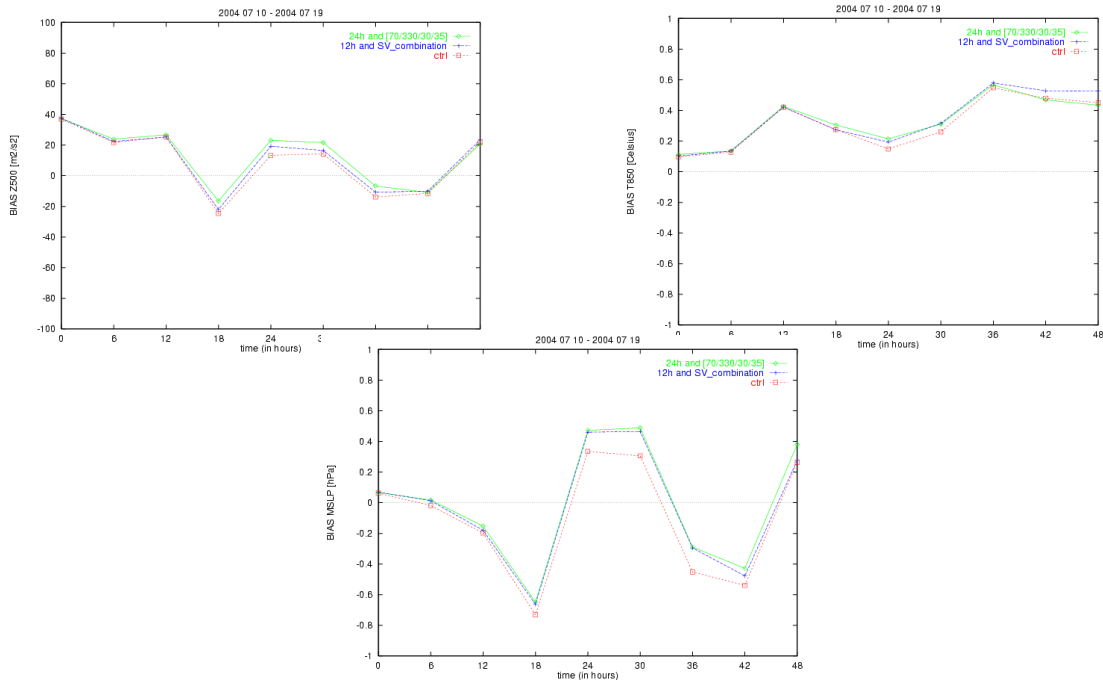 2004 07 10 - 2004 07 19
24h and [70/330/30/35]
12h and SV_combination
ctrl
BIAS Z500 [m2/s2]
100
80
60
40
20
0
-20
-40
-60
-80
-100
0 6 12 18 24 3
time (in hours)
2004 07 10 - 2004 07 19
24h and [70/330/30/35]
12h and SV_combination
ctrl
BIAS T850 [Celsius]
1
0.8
0.6
0.4
0.2
0
-0.2
-0.4
-0.6
-0.8
-1
0 6 12 18 24 30 36 42 48
time (in hours)
2004 07 10 - 2004 07 19
24h and [70/330/30/35]
12h and SV_combination
ctrl
BIAS MSLP [hPa]
1
0.8
0.6
0.4
0.2
0
-0.2
-0.4
-0.6
-0.8
-1
0 6 12 18 24 30 36 42 48
time (in hours)